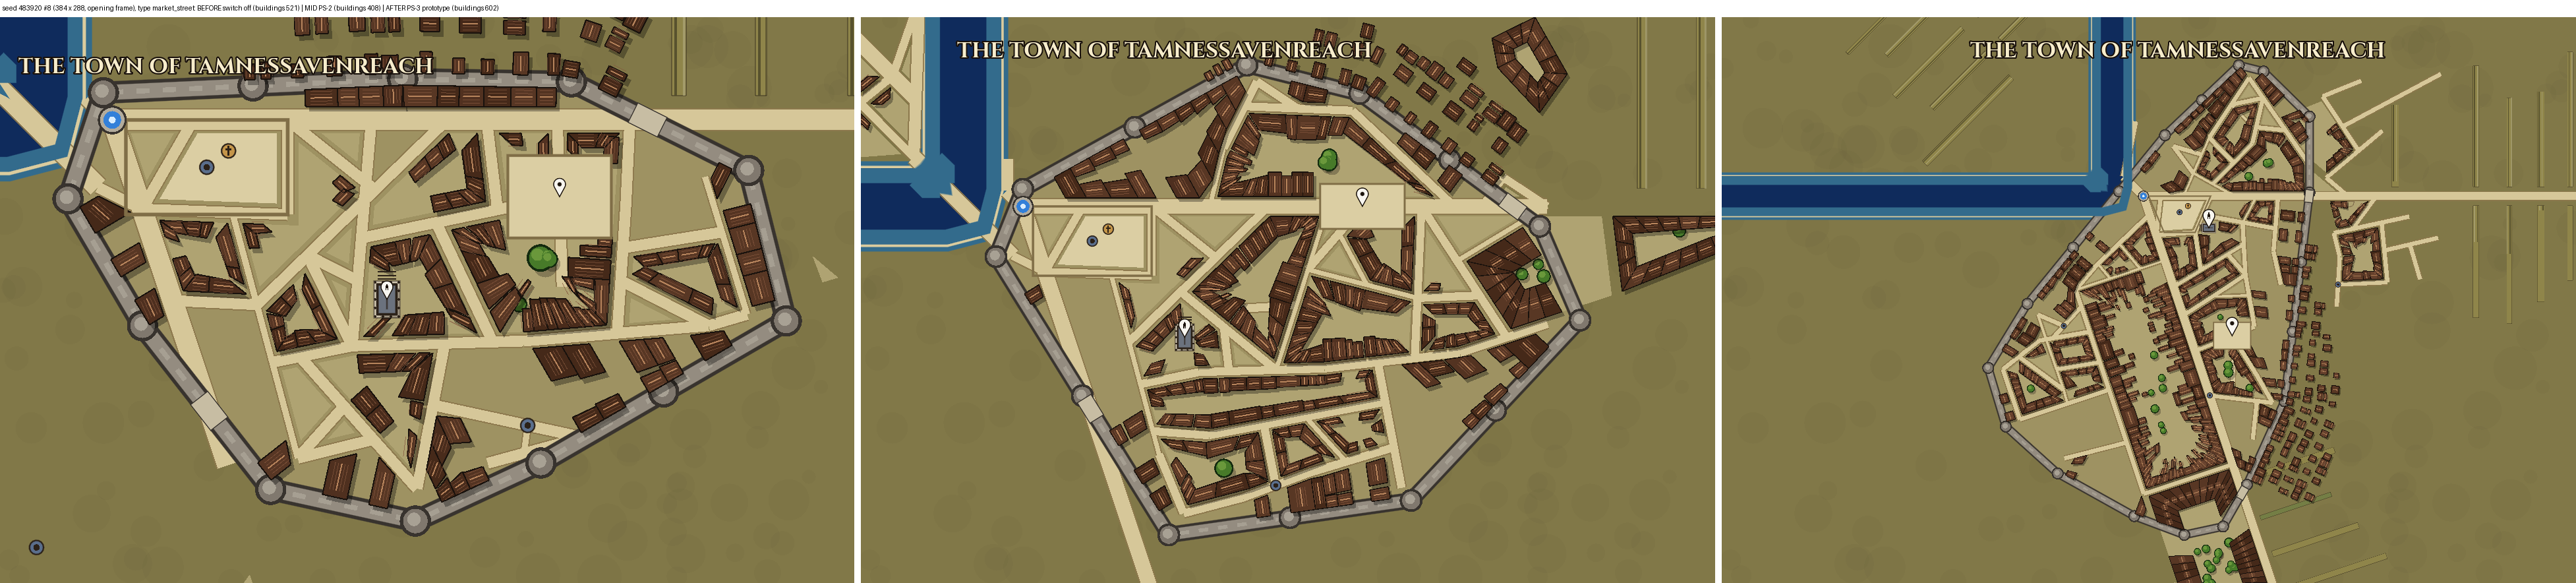 seed 483920 #8 (384 x 288, opening frame), type market_street BEFORE switch off (buildings 521) | MID PS-2 (buildings 408) | AFTER PS-3 prototype (buildings 602)
THE TOWN OF TAMNESSAVENREACH
THE TOWN OF TAMNESSAVENREACH
THE TOWN OF TAMNESSAVENREACH